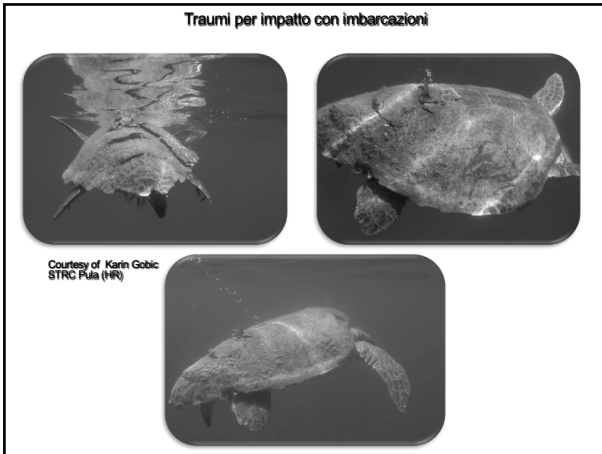 Traumi per impatto con imbarcazioni
Courtesy of Karin Gobic
STRC Pula (HR)